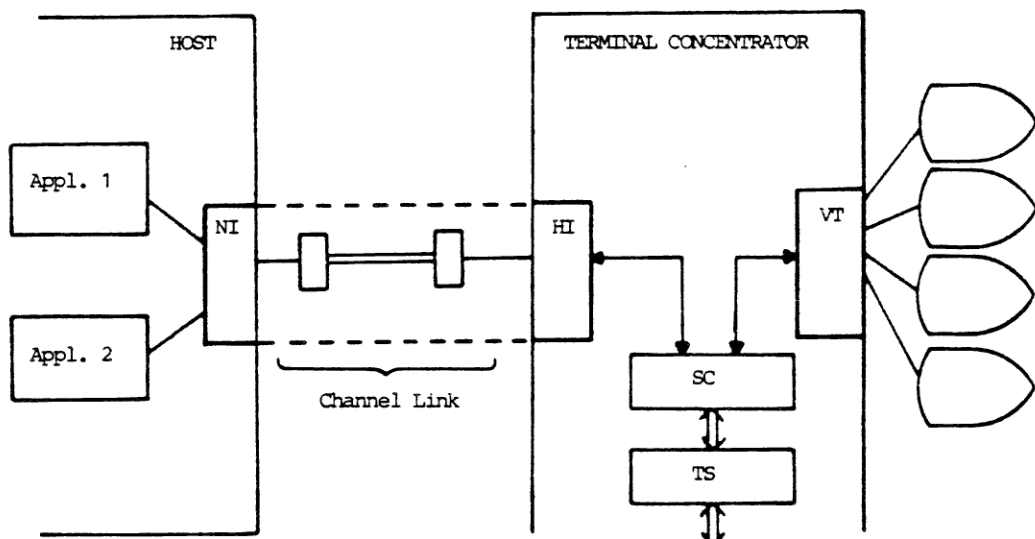 HOST
TERMINAL CONCENTRATOR
Appl. 1
NI
HI
VT
Appl. 2
SC
Channel Link
TS